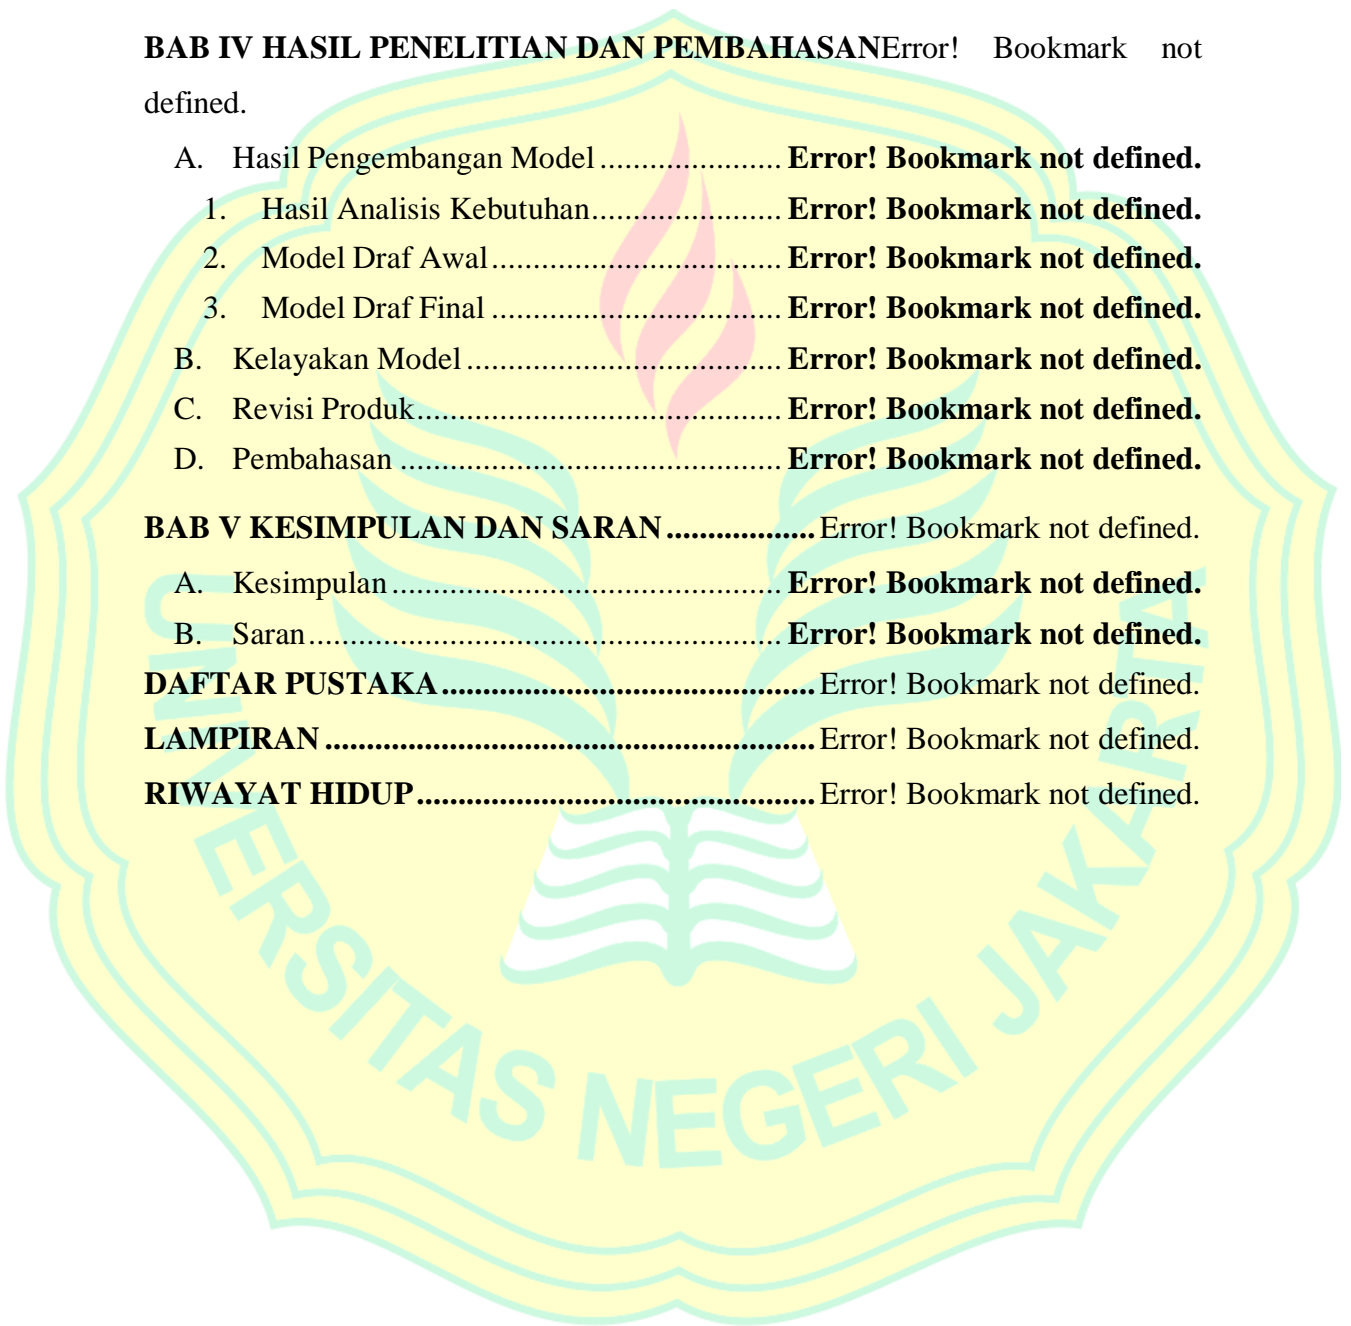 BAB IV HASIL PENELITIAN DAN PEMBAHASANError! Bookmark not
defined.
A. Hasil Pengembangan Model ...................... Error! Bookmark not defined.
1. Hasil Analisis Kebutuhan....................... Error! Bookmark not defined.
2. Model Draf Awal................................... Error! Bookmark not defined.
3. Model Draf Final ................................... Error! Bookmark not defined.
B. Kelayakan Model ...................................... Error! Bookmark not defined.
C. Revisi Produk............................................ Error! Bookmark not defined.
D. Pembahasan .............................................. Error! Bookmark not defined.
BAB V KESIMPULAN DAN SARAN .................. Error! Bookmark not defined.
A. Kesimpulan ............................................... Error! Bookmark not defined.
B. Saran......................................................... Error! Bookmark not defined.
DAFTAR PUSTAKA............................................. Error! Bookmark not defined.
LAMPIRAN ........................................................... Error! Bookmark not defined.
RIWAYAT HIDUP................................................ Error! Bookmark not defined.
UNIVERSITAS NEGERI JAKARTA